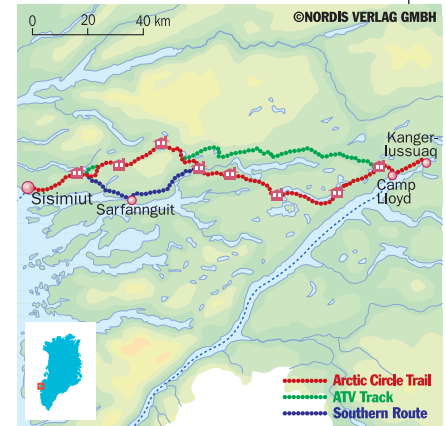 ©NORDIS VERLAG GMBH
0 20 40 km
Kanger-
lussuaq
Camp
Lloyd
Sisimiut
Sarfannguit
Arctic Circle Trail
ATV Track
Southern Route